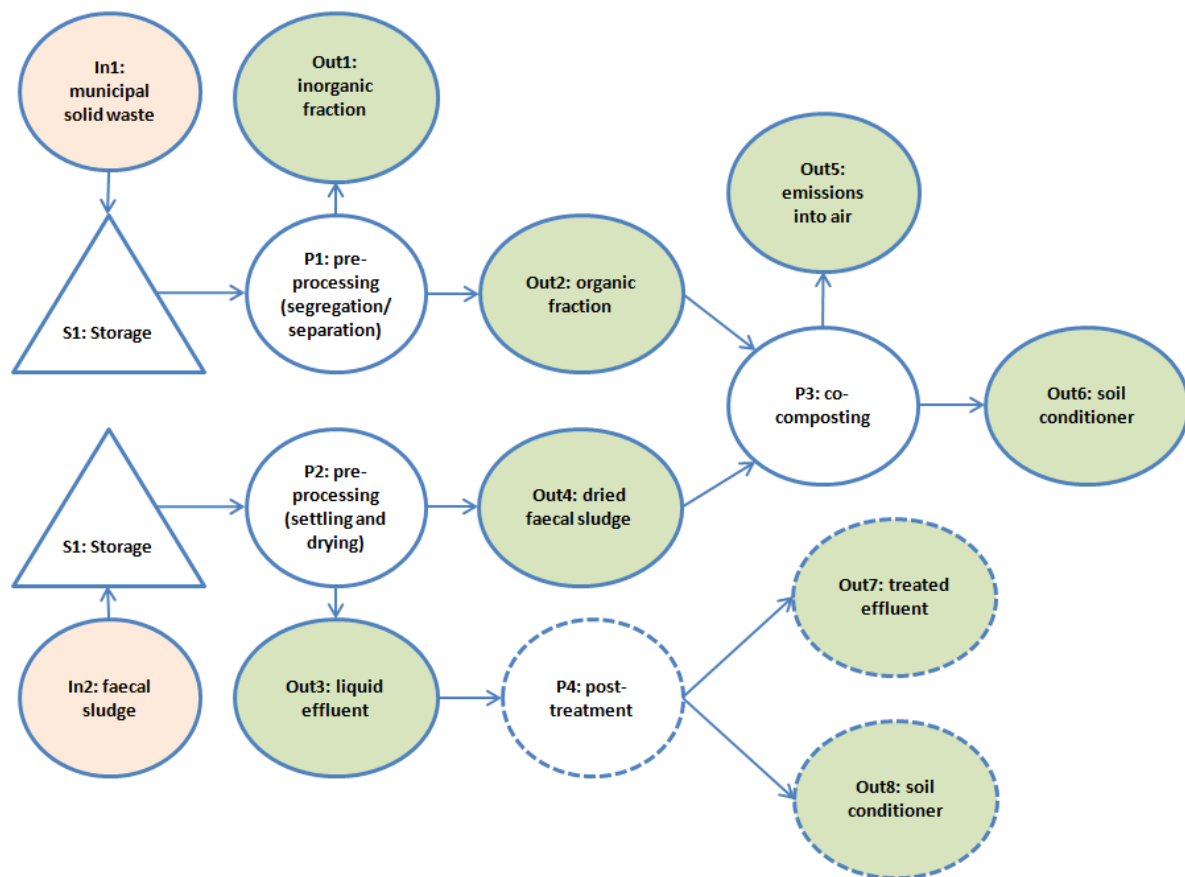 In1:
municipal
solid waste
Out1:
inorganic
fraction
Out5:
emissions
into air
S1: Storage
P1: pre-
processing
(segregation/
separation)
Out2: organic
fraction
P3: co-
composting
Out6: soil
conditioner
S1: Storage
P2: pre-
processing
(settling and
drying)
Out4: dried
faecal sludge
Out7: treated
effluent
In2: faecal
sludge
Out3: liquid
effluent
P4: post-
treatment
Out8: soil
conditioner